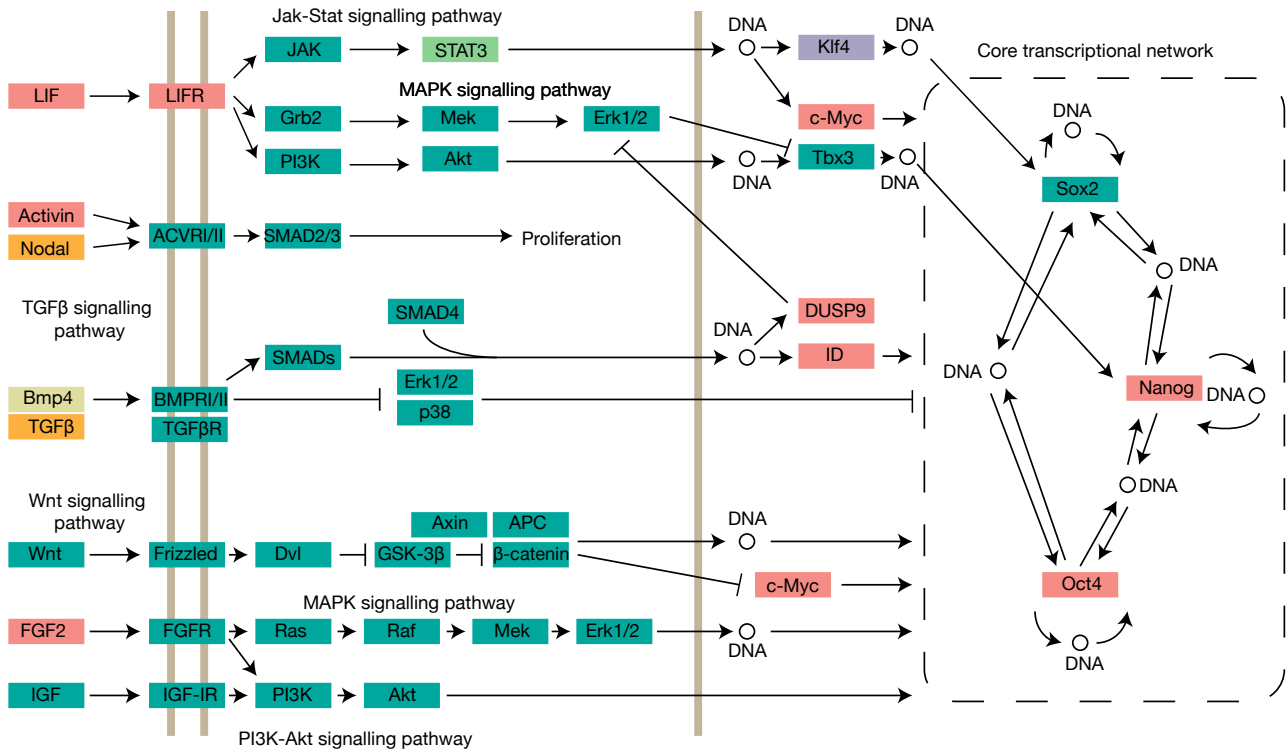 Jak-Stat signalling pathway
DNA
DNA
JAK
STAT3
Klf4
Core transcriptional network
LIF
LIFR
MAPK signalling pathway
DNA
Grb2
Mek
Erk1/2
c-Myc
PI3K
Akt
Tbx3
DNA
DNA
Sox2
Activin
Nodal
ACVRI/II
SMAD2/3
Proliferation
DNA
TGFβ signalling
pathway
SMAD4
DUSP9
DNA
SMADs
ID
DNA
Bmp4
BMPRI/II
Erk1/2
Nanog
DNA
TGFβ
TGFβR
p38
DNA
Wnt signalling
pathway
Axin
APC
DNA
Wnt
Frizzled
Dvl
GSK-3β
β-catenin
c-Myc
Oct4
MAPK signalling pathway
FGF2
FGFR
Ras
Raf
Mek
Erk1/2
DNA
DNA
IGF
IGF-IR
PI3K
Akt
PI3K-Akt signalling pathway